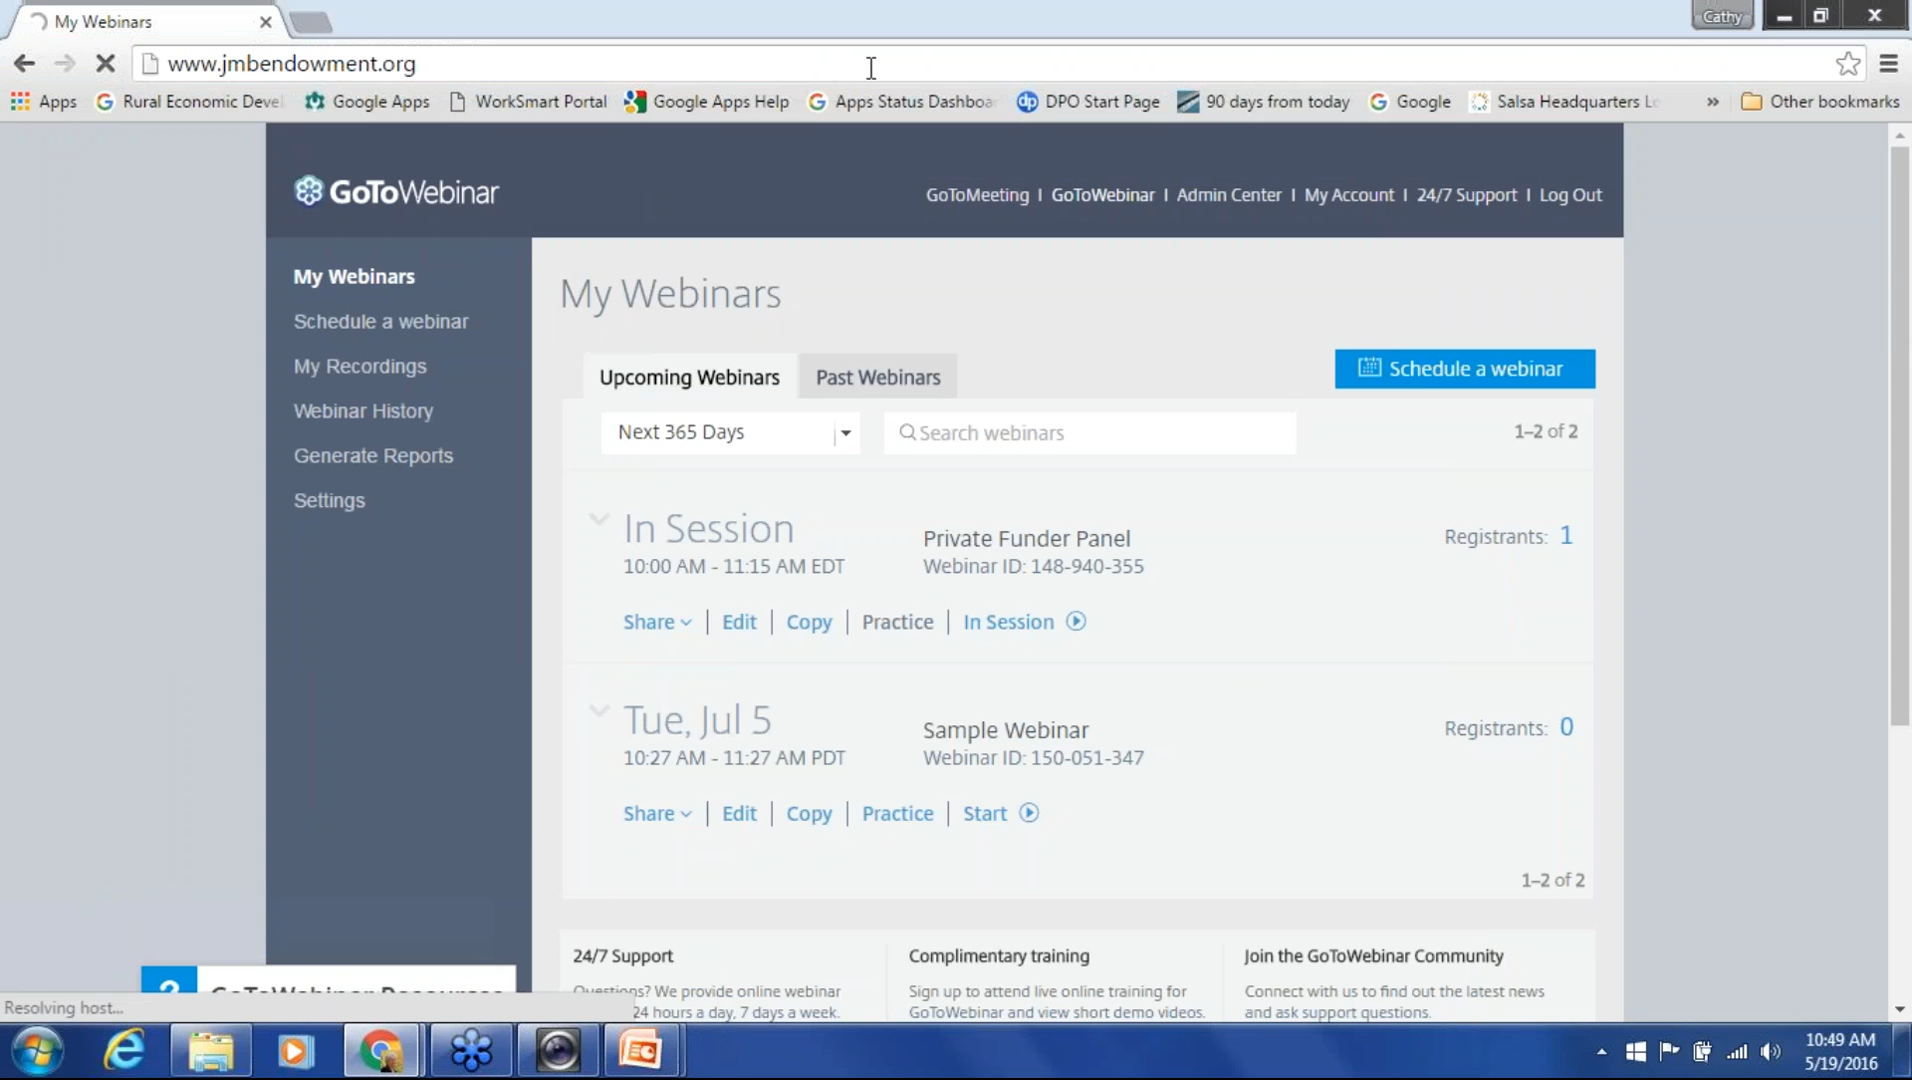 My Webinars
Cathy
www.jmbendowment.org
Apps
Rural Economic Devel
Google Apps
WorkSmart Portal
Google Apps Help
Apps Status Dashboa
DPO Start Page
90 days from today
Google
Salsa Headquarters Lo
»
Other bookmarks
GoToWebinar
GoToMeeting | GoToWebinar | Admin Center | My Account | 24/7 Support | Log Out
My Webinars
Schedule a webinar
My Recordings
Webinar History
Generate Reports
Settings
My Webinars
Upcoming Webinars
Past Webinars
Schedule a webinar
Next 365 Days
Search webinars
1–2 of 2
In Session
10:00 AM - 11:15 AM EDT
Private Funder Panel
Webinar ID: 148-940-355
Registrants: 1
Share | Edit | Copy | Practice | In Session
Tue, Jul 5
10:27 AM - 11:27 AM PDT
Sample Webinar
Webinar ID: 150-051-347
Registrants: 0
Share | Edit | Copy | Practice | Start
1–2 of 2
24/7 Support
Questions? We provide online webinar
24 hours a day, 7 days a week.
Complimentary training
Sign up to attend live online training for
GoToWebinar and view short demo videos.
Join the GoToWebinar Community
Connect with us to find out the latest news
and ask support questions.
? GoToWebinar Resources
Resolving host...
10:49 AM
5/19/2016